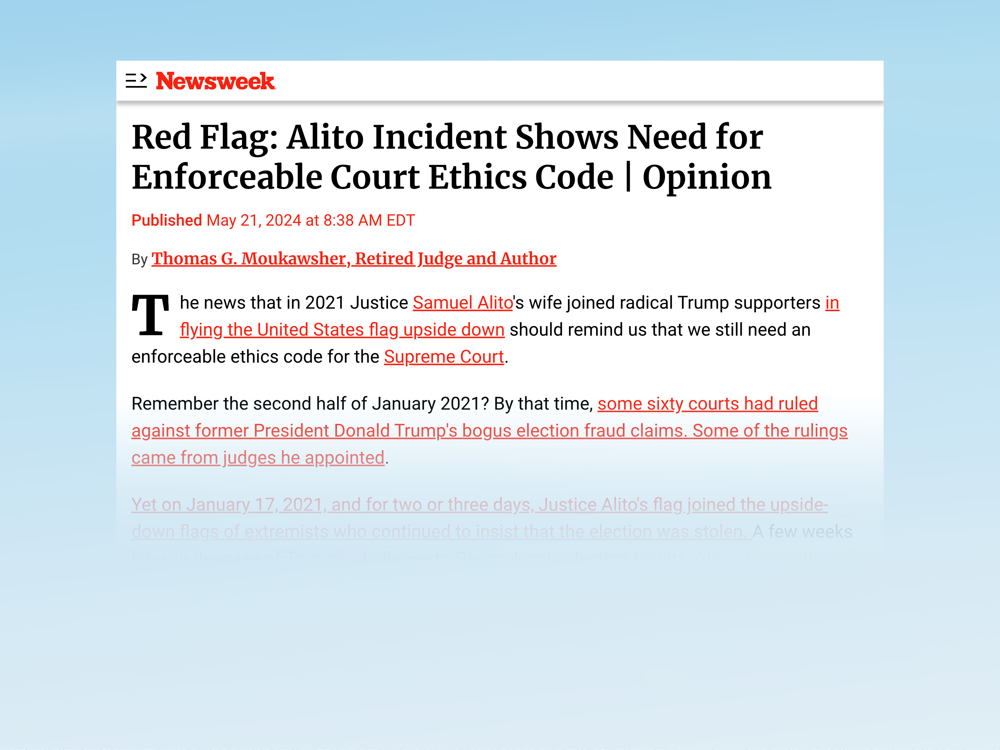 Newsweek
Red Flag: Alito Incident Shows Need for
Enforceable Court Ethics Code | Opinion
Published May 21, 2024 at 8:38 AM EDT
By Thomas G. Moukawsher, Retired Judge and Author
The news that in 2021 Justice Samuel Alito's wife joined radical Trump supporters in
flying the United States flag upside down should remind us that we still need an
enforceable ethics code for the Supreme Court.
Remember the second half of January 2021? By that time, some sixty courts had ruled
against former President Donald Trump's bogus election fraud claims. Some of the rulings
came from judges he appointed.
Yet on January 17, 2021, and for two or three days, Justice Alito's flag joined the upside-
down flags of extremists who continued to insist that the election was stolen. A few weeks
later, in the case of Trump's challenge to Pennsylvania election results, Alito along with